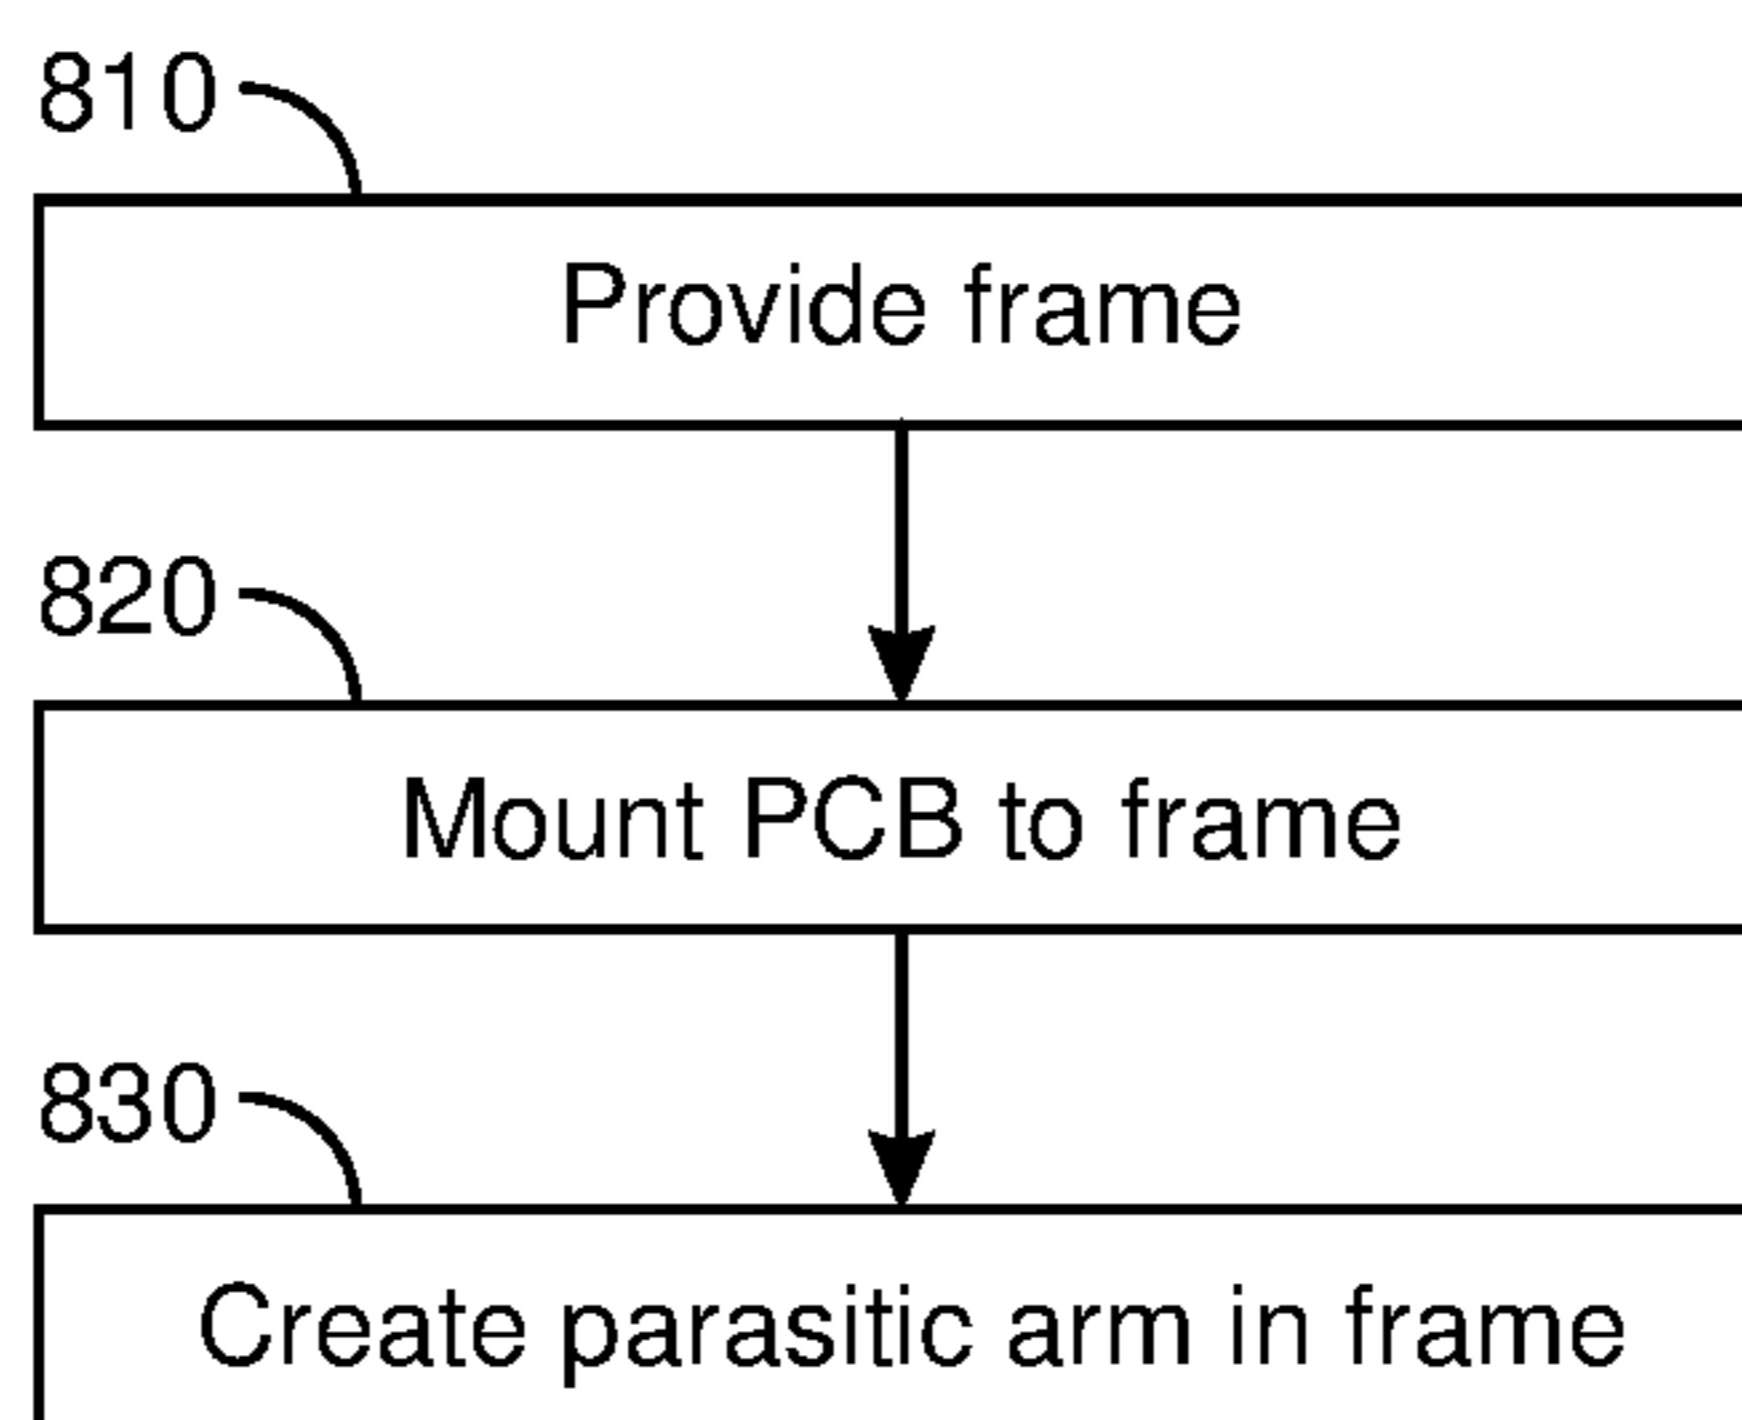 810
Provide frame
820
Mount PCB to frame
830
Create parasitic arm in frame